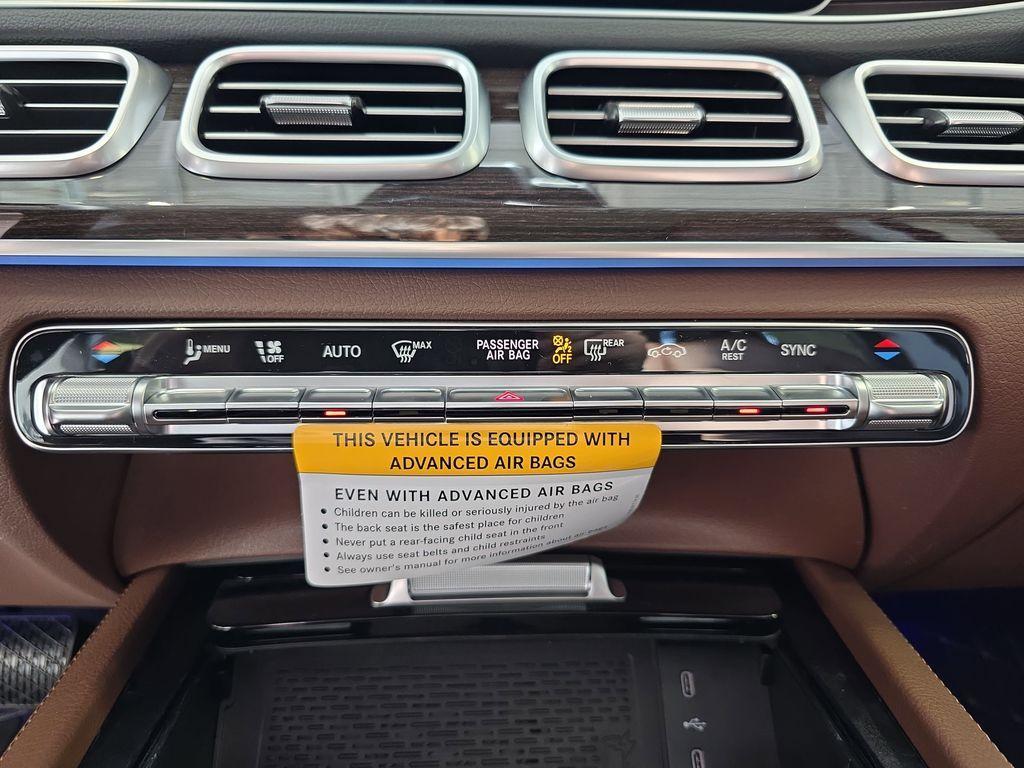 MENU
OFF
AUTO
MAX
PASSENGER
AIR BAG
2
OFF
REAR
A/C
REST
SYNC
THIS VEHICLE IS EQUIPPED WITH
ADVANCED AIR BAGS
EVEN WITH ADVANCED AIR BAGS
• Children can be killed or seriously injured by the air bag
• The back seat is the safest place for children
• Never put a rear-facing child seat in the front
• Always use seat belts and child restraints
• See owner's manual for more information about air bags